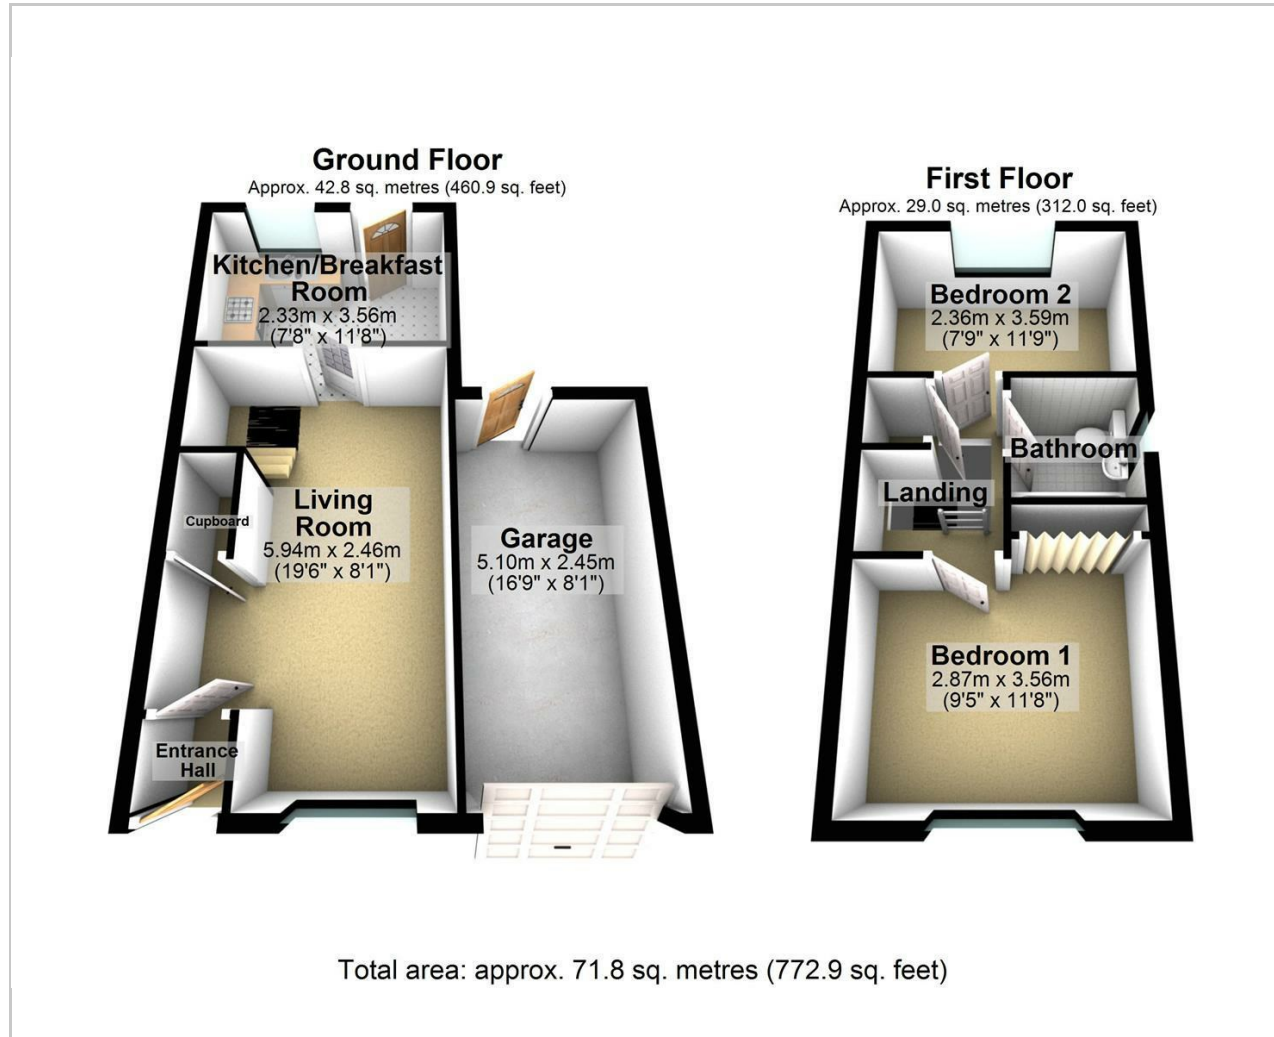 Ground Floor
Approx. 42.8 sq. metres (460.9 sq. feet)
Kitchen/Breakfast
Room
2.33m x 3.56m
(7'8" x 11'8")
Living
Room
5.94m x 2.46m
(19'6" x 8'1")
Cupboard
Entrance
Hall
Garage
5.10m x 2.45m
(16'9" x 8'1")
First Floor
Approx. 29.0 sq. metres (312.0 sq. feet)
Bedroom 2
2.36m x 3.59m
(7'9" x 11'9")
Bathroom
Landing
Bedroom 1
2.87m x 3.56m
(9'5" x 11'8")
Total area: approx. 71.8 sq. metres (772.9 sq. feet)